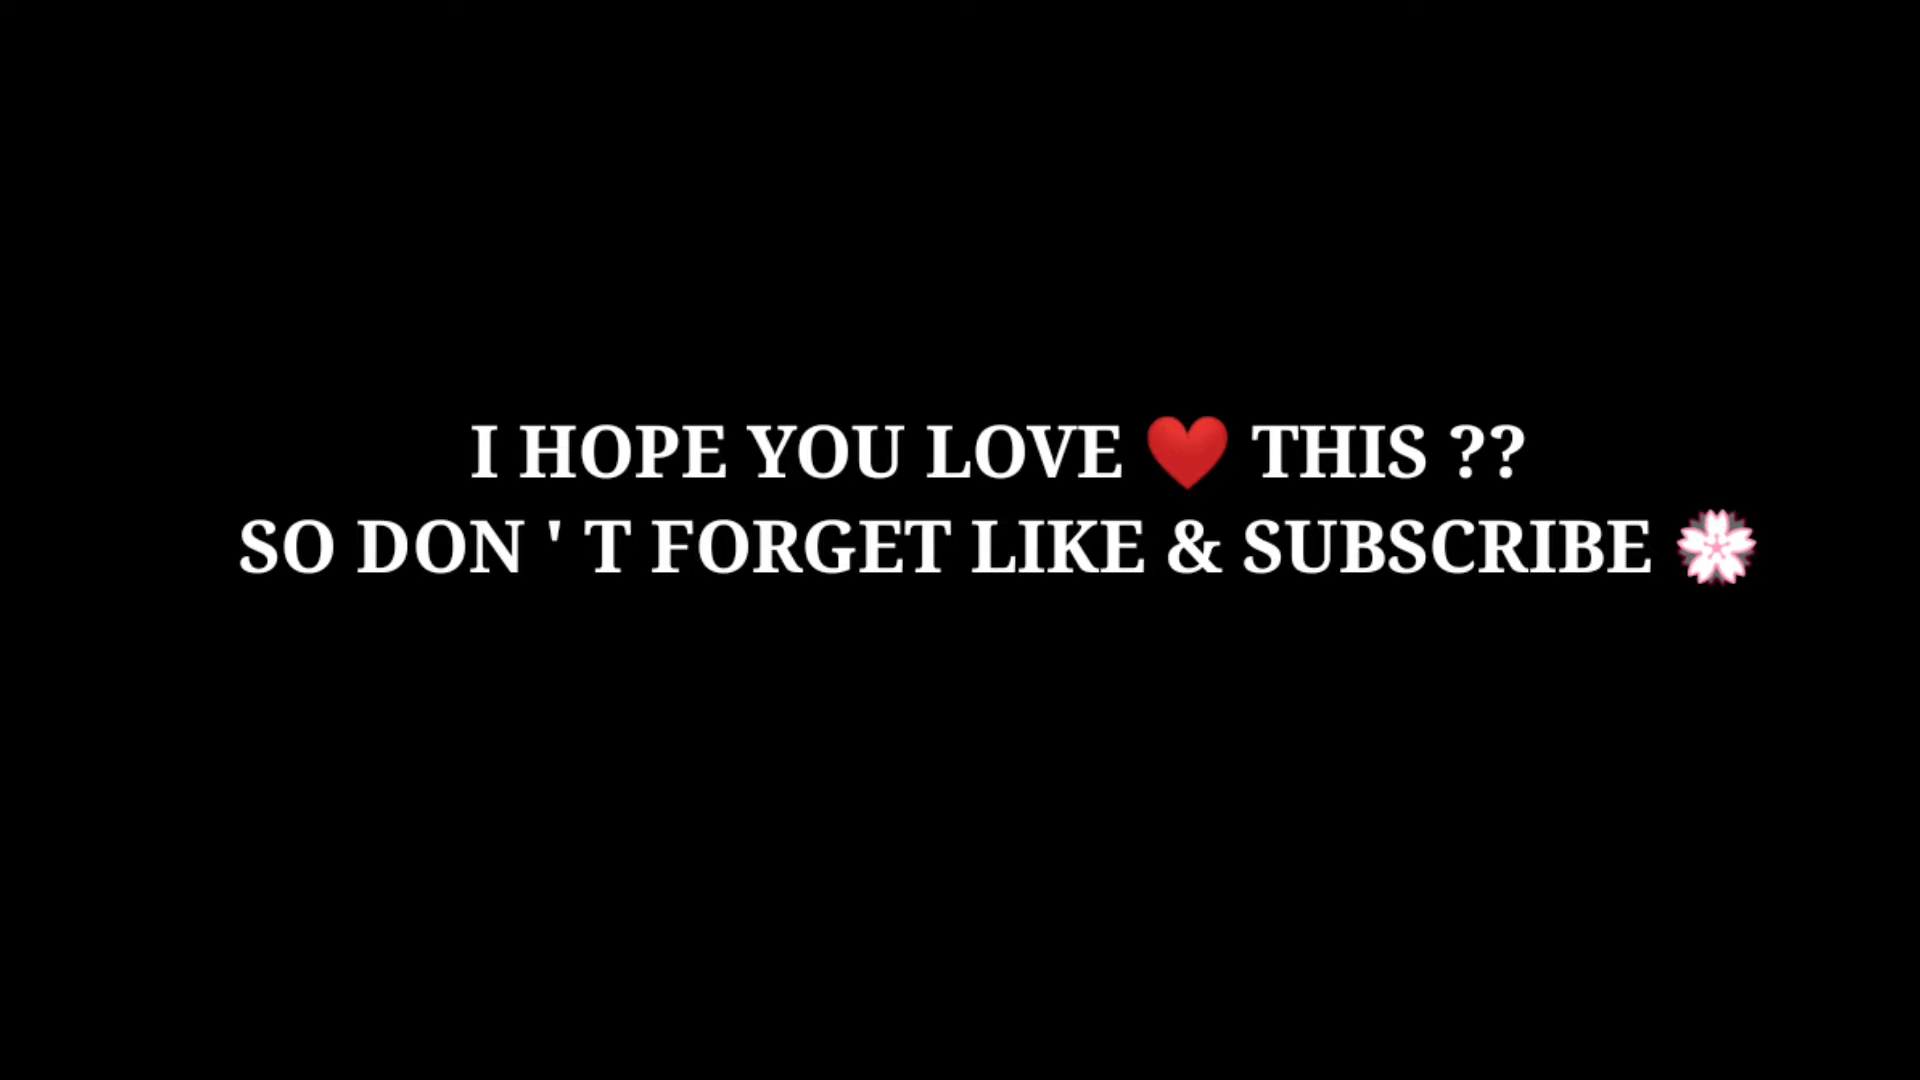 I HOPE YOU LOVE ❤️ THIS ??
SO DON ' T FORGET LIKE & SUBSCRIBE 🌸